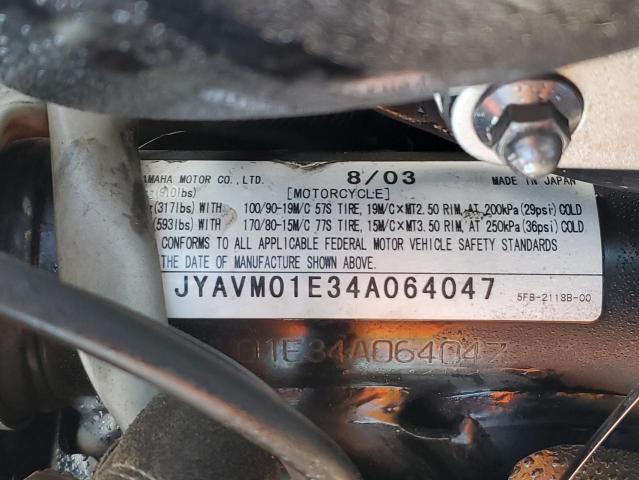 YAMAHA MOTOR CO., LTD. 8/03 MADE IN JAPAN
(910lbs) [MOTORCYCLE]
(317lbs) WITH 100/90-19M/C 57S TIRE, 19M/C×MT2.50 RIM, AT 200kPa (29psi) COLD
(593lbs) WITH 170/80-15M/C 77S TIRE, 15M/C×MT3.50 RIM, AT 250kPa (36psi) COLD
CONFORMS TO ALL APPLICABLE FEDERAL MOTOR VEHICLE SAFETY STANDARDS
THE DATE OF MANUFACTURE SHOWN ABOVE.
JYAVM01E34A064047 5FB-2118B-00
01E34A064047